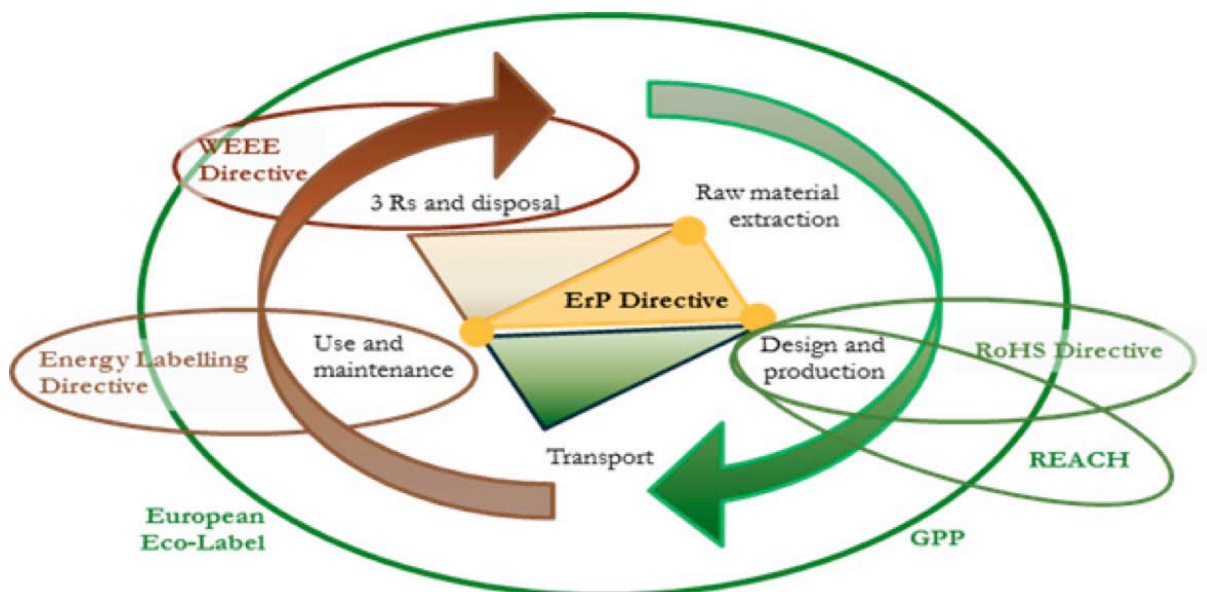 WEEE
Directive
3 Rs and disposal
Raw material
extraction
ErP Directive
Energy Labelling
Directive
Use and
maintenance
Design and
production
RoHS Directive
Transport
REACH
European
Eco-Label
GPP